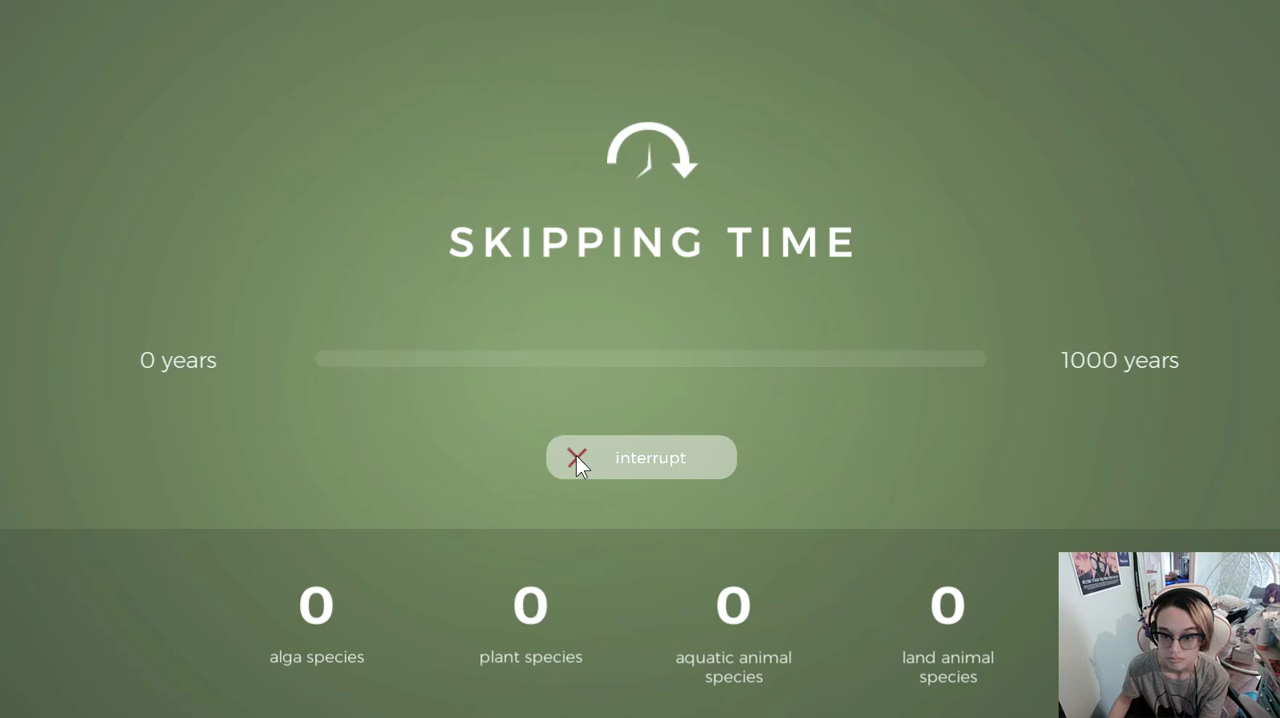 SKIPPING TIME
0 years
1000 years
interrupt
0
0
0
0
alga species
plant species
aquatic animal
species
land animal
species